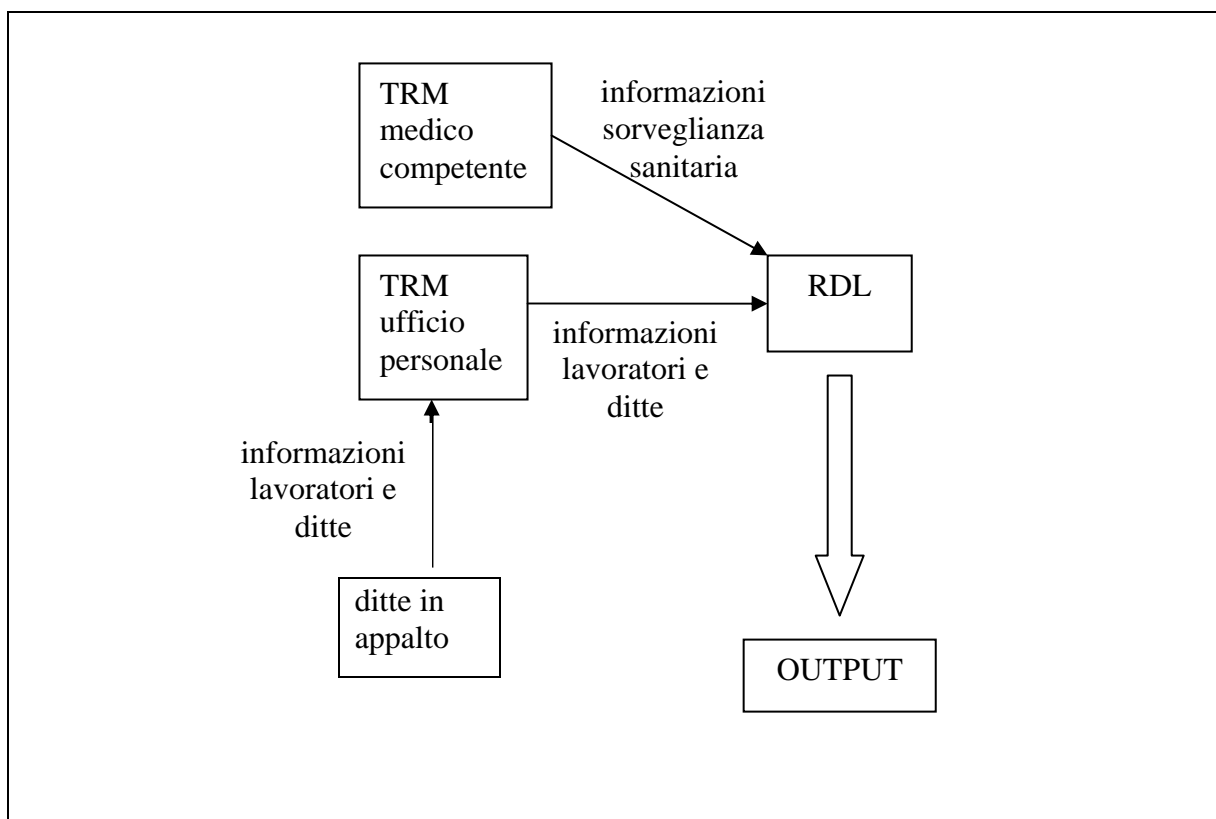 TRM
medico
competente
informazioni
sorveglianza
sanitaria
TRM
ufficio
personale
RDL
informazioni
lavoratori e
ditte
informazioni
lavoratori e
ditte
ditte in
appalto
OUTPUT